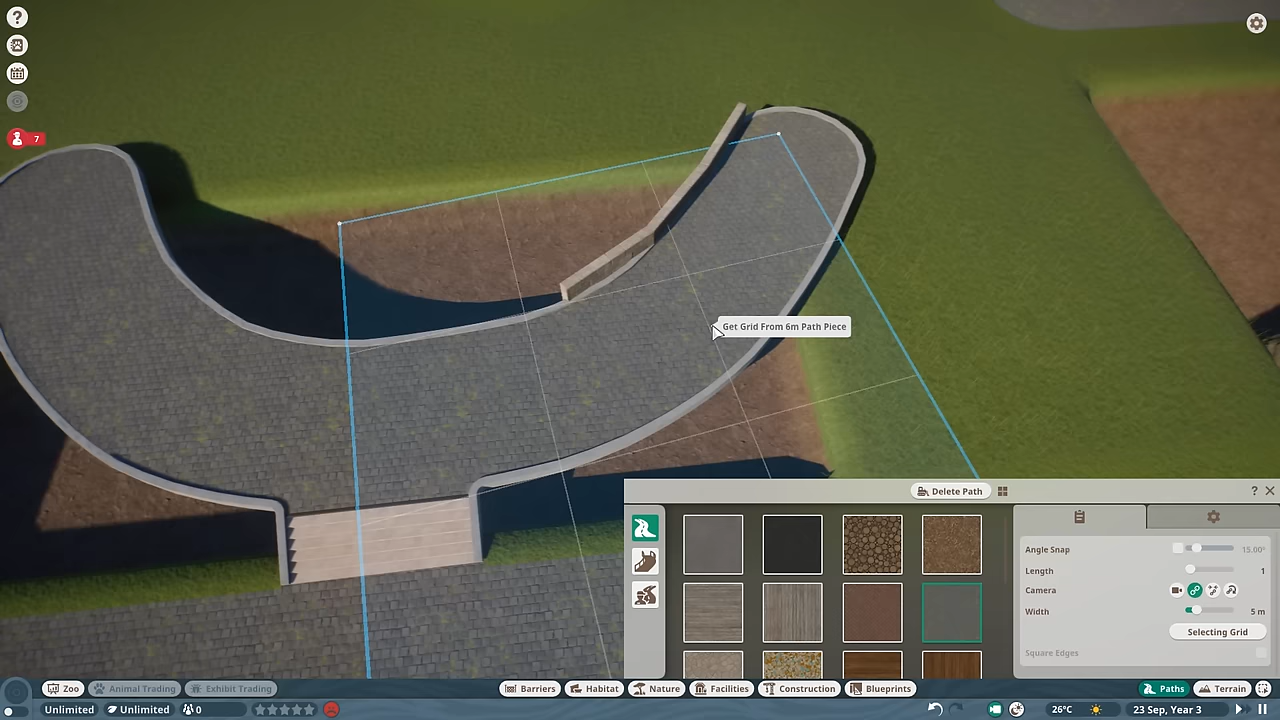 ?
7
Get Grid From 6m Path Piece
Delete Path
?
Angle Snap
15.00°
Length
1
Camera
Width
5 m
Selecting Grid
Square Edges
Zoo
Animal Trading
Exhibit Trading
Barriers
Habitat
Nature
Facilities
Construction
Blueprints
Paths
Terrain
Unlimited
Unlimited
0
26°C
23 Sep, Year 3